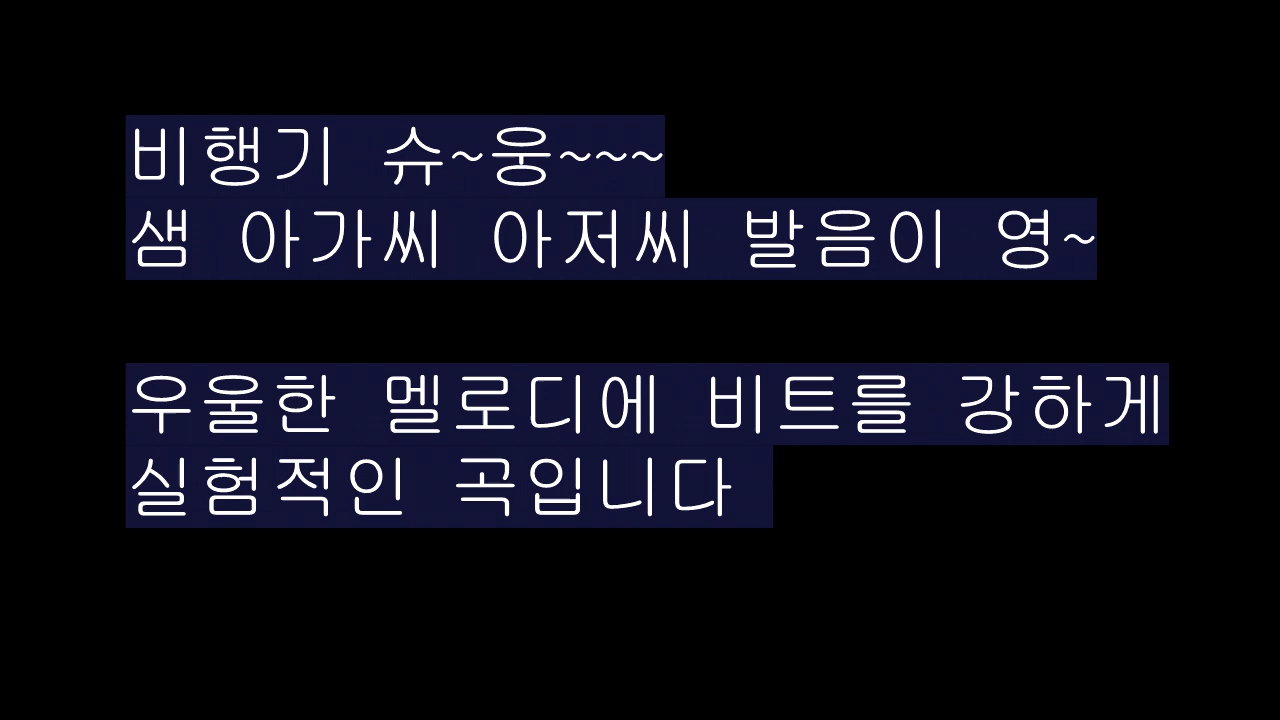 비행기 슈~웅~~~
샘 아가씨 아저씨 발음이 영~
우울한 멜로디에 비트를 강하게
실험적인 곡입니다